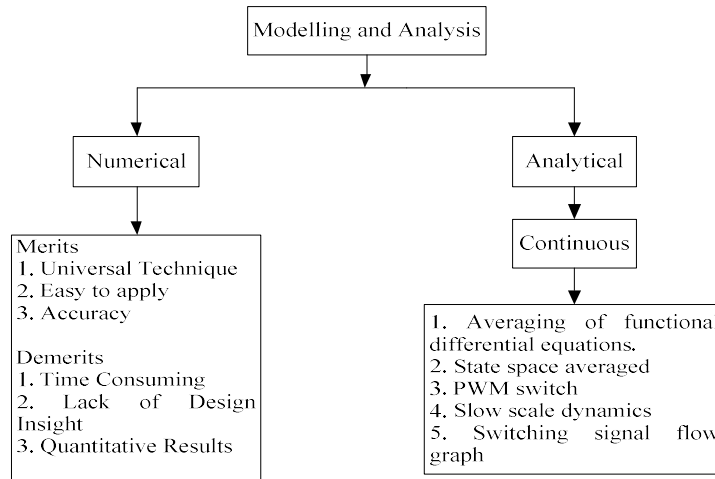 Modelling and Analysis
Numerical
Analytical
Continuous
Merits
1. Universal Technique
2. Easy to apply
3. Accuracy
Demerits
1. Time Consuming
2. Lack of Design
Insight
3. Quantitative Results
1. Averaging of functional
differential equations.
2. State space averaged
3. PWM switch
4. Slow scale dynamics
5. Switching signal flow
graph